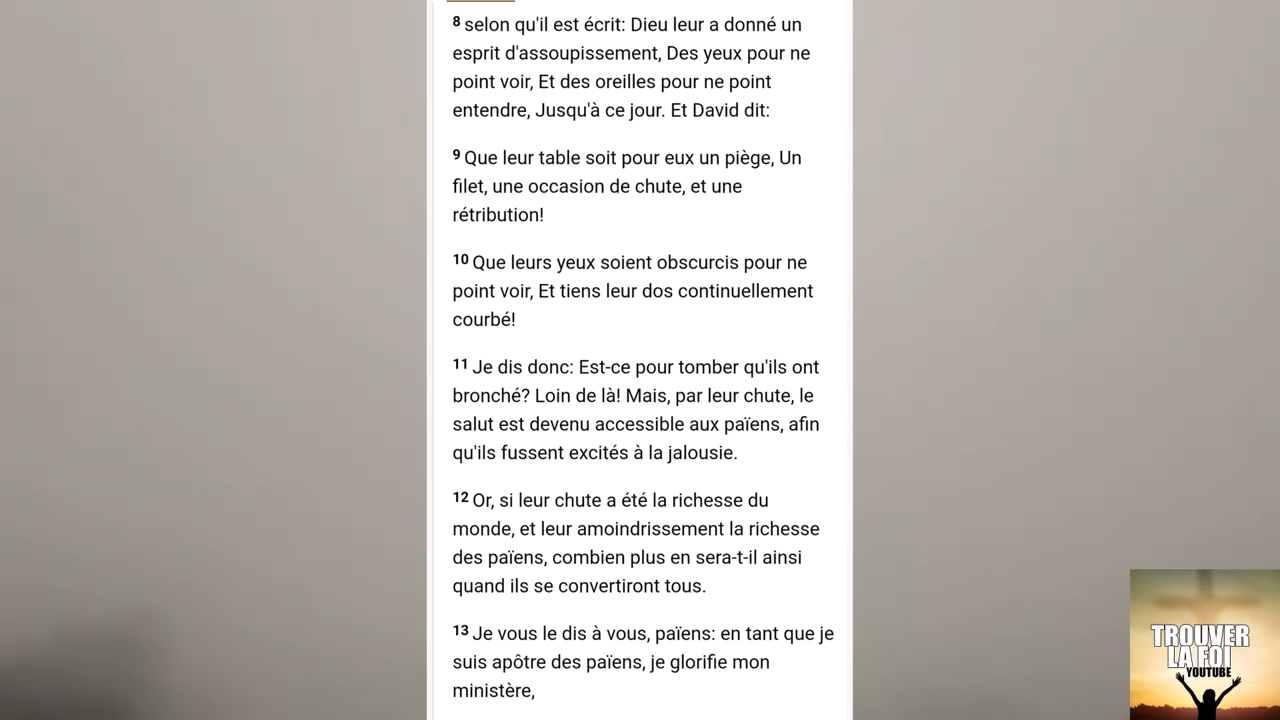 8 selon qu'il est écrit: Dieu leur a donné un
esprit d'assoupissement, Des yeux pour ne
point voir, Et des oreilles pour ne point
entendre, Jusqu'à ce jour. Et David dit:
9 Que leur table soit pour eux un piège, Un
filet, une occasion de chute, et une
rétribution!
10 Que leurs yeux soient obscurcis pour ne
point voir, Et tiens leur dos continuellement
courbé!
11 Je dis donc: Est-ce pour tomber qu'ils ont
bronché? Loin de là! Mais, par leur chute, le
salut est devenu accessible aux païens, afin
qu'ils fussent excités à la jalousie.
12 Or, si leur chute a été la richesse du
monde, et leur amoindrissement la richesse
des païens, combien plus en sera-t-il ainsi
quand ils se convertiront tous.
13 Je vous le dis à vous, païens: en tant que je
suis apôtre des païens, je glorifie mon
ministère,
TROUVER
LA FOI
YOUTUBE